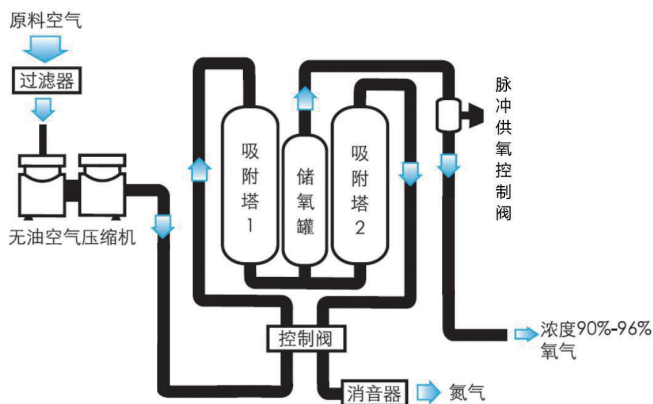 原料空气
过滤器
无油空气压缩机
吸附塔1
储氧罐
吸附塔2
脉冲供氧控制阀
控制阀
浓度90%-96%
氧气
消音器
氮气